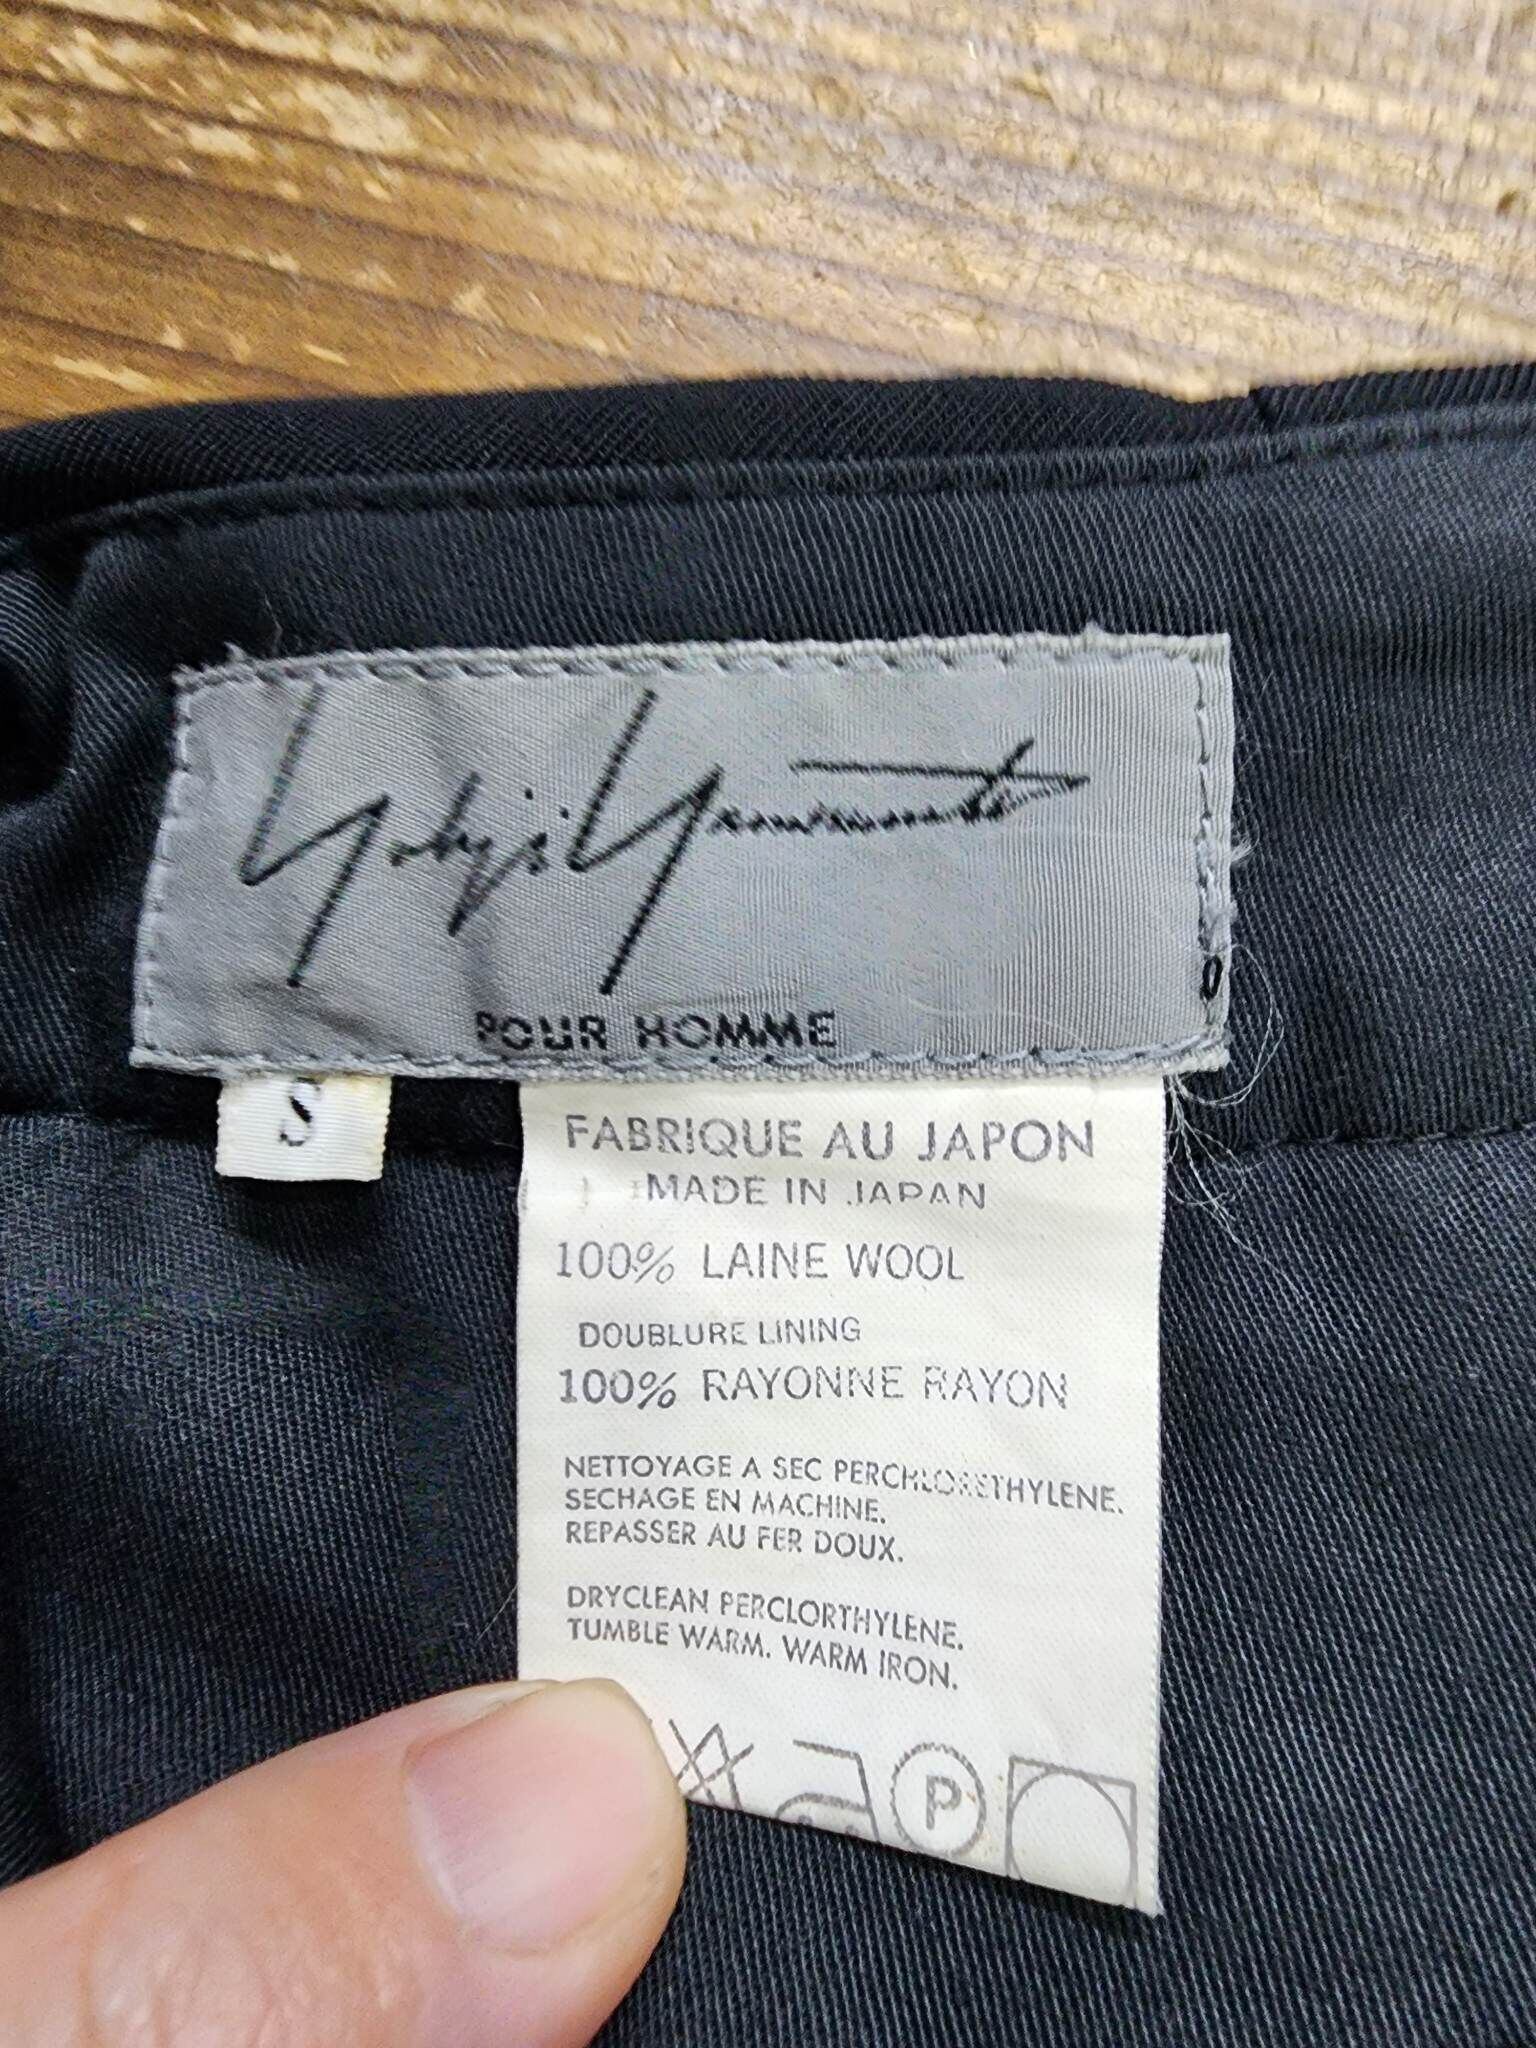 Yohji Yamamoto
POUR HOMME
0
S
FABRIQUE AU JAPON
MADE IN JAPAN
100% LAINE WOOL
DOUBLURE LINING
100% RAYONNE RAYON
NETTOYAGE A SEC PERCHLORETHYLENE.
SECHAGE EN MACHINE.
REPASSER AU FER DOUX.
DRYCLEAN PERCLORTHYLENE.
TUMBLE WARM. WARM IRON.
P